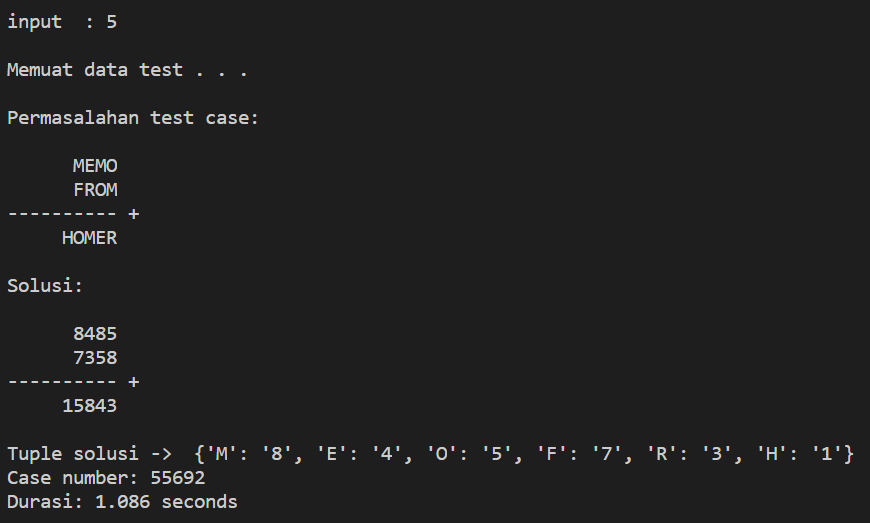 input  : 5
Memuat data test . . .
Permasalahan test case:
MEMO
FROM
---------- +
HOMER
Solusi:
8485
7358
---------- +
15843
Tuple solusi ->  {'M': '8', 'E': '4', 'O': '5', 'F': '7', 'R': '3', 'H': '1'}
Case number: 55692
Durasi: 1.086 seconds